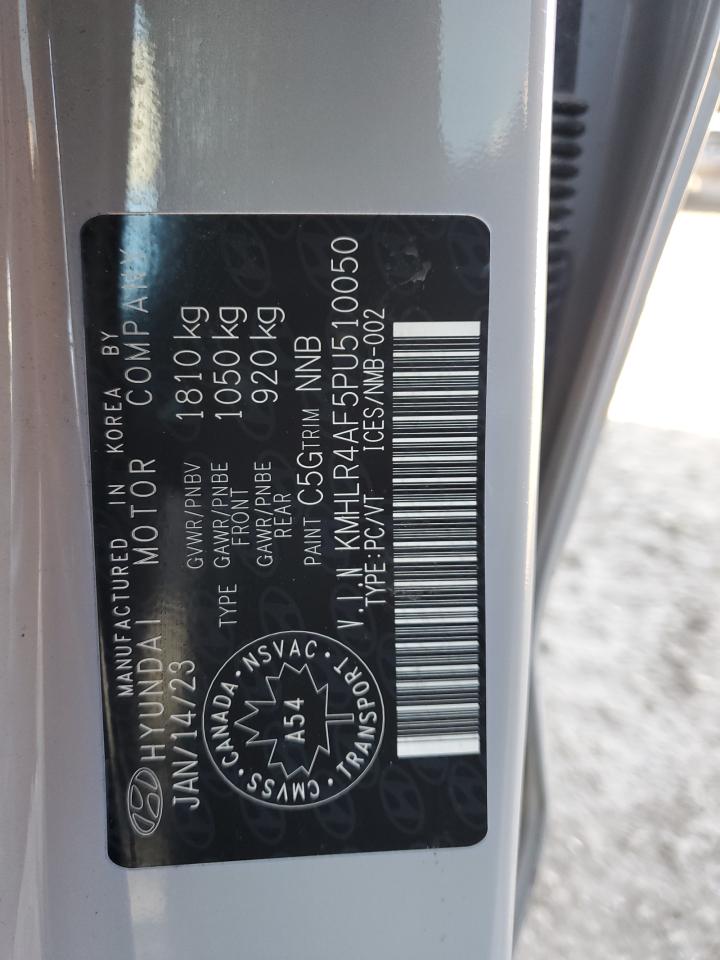 MANUFACTURED IN KOREA BY
HYUNDAI MOTOR COMPANY
JAN/14/23 GVWR/PNBV 1810 kg
TYPE GAWR/PNBE FRONT 1050 kg
GAWR/PNBE REAR 920 kg
PAINT C5G TRIM NNB
V.I.N KMHLR4AF5PU510050
TYPE:PC/VT ICES/NMB-002
CANADA · NSVAC · TRANSPORT · CMVSS ·
A54